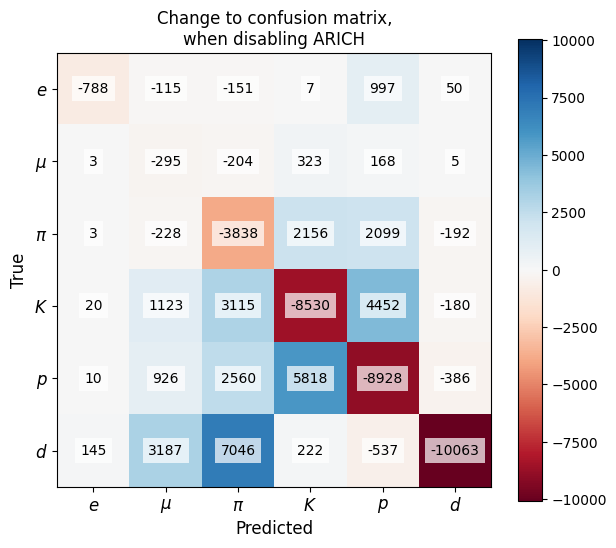 Change to confusion matrix,
when disabling ARICH
10000
e -788 -115 -151 7 997 50
7500
μ 3 -295 -204 323 168 5
5000
π 3 -228 -3838 2156 2099 -192
2500
True
0
K 20 1123 3115 -8530 4452 -180
−2500
p 10 926 2560 5818 -8928 -386
−5000
d 145 3187 7046 222 -537 -10063
−7500
−10000
e μ π K p d
Predicted